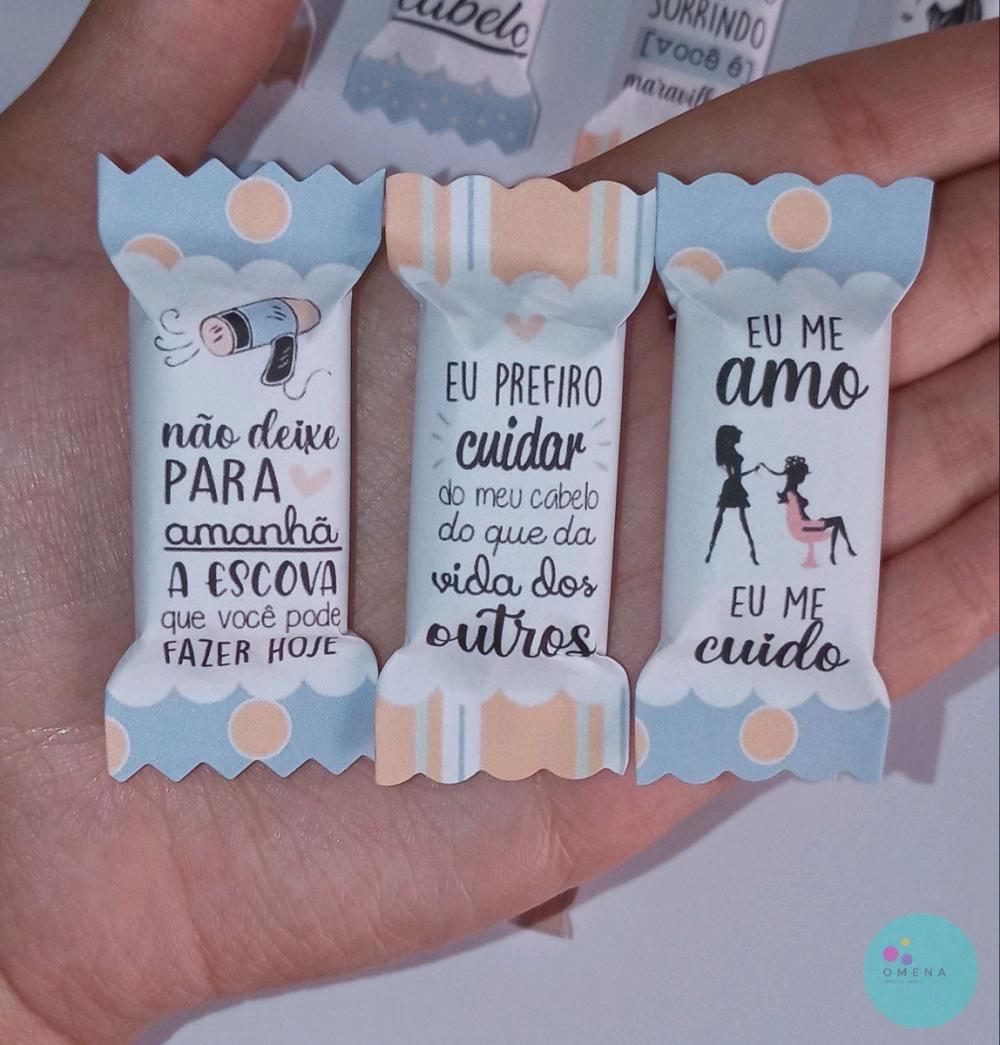 cabelo
SORRINDO
[você é]
não deixe
PARA
amanhã
A ESCOVA
que você pode
FAZER HOJE
EU PREFIRO
cuidar
do meu cabelo
do que da
vida dos
outros
EU ME
amo
EU ME
cuido
OMENA